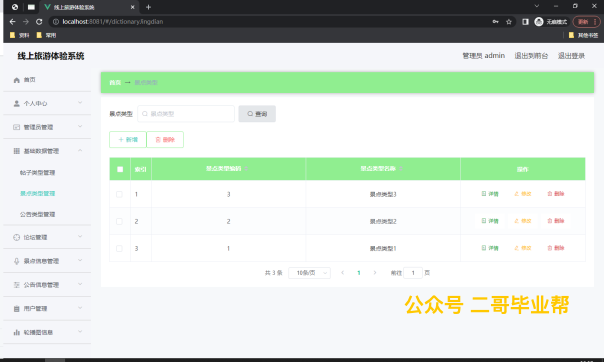 线上旅游体验系统
localhost:8081/#/dictionary.lingdian
无痕模式
更新
资料
常用
其他书签
线上旅游体验系统
管理员 admin
退出到前台
退出登录
首页
个人中心
管理员管理
基础数据管理
帖子类型管理
景点类型管理
公告类型管理
论坛管理
景点信息管理
公告信息管理
用户管理
轮播图信息
首页 → 景点类型
景点类型
景点类型
查询
+ 新增
删除
索引
景点类型编码
景点类型名称
操作
1
3
景点类型3
详情
修改
删除
2
2
景点类型2
详情
修改
删除
3
1
景点类型1
详情
修改
删除
共 3 条
10条/页
1
前往
1
页
公众号 二哥毕业帮